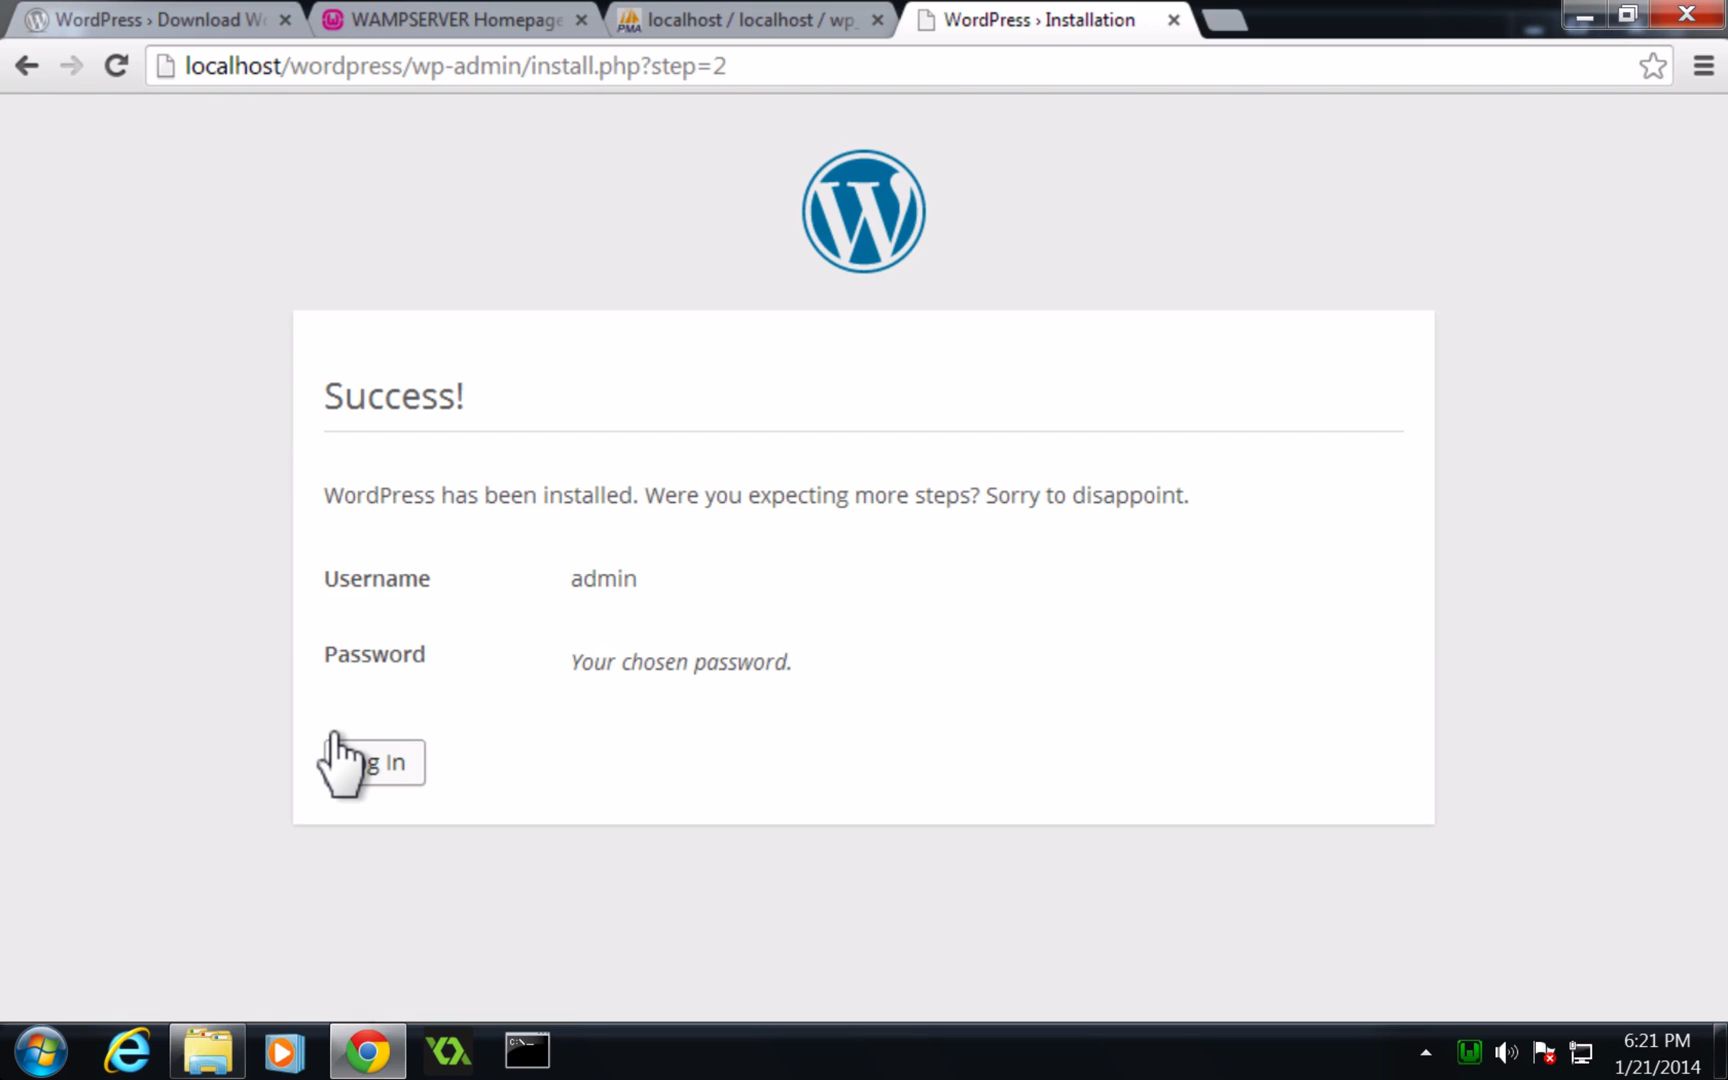 WordPress › Download Wo
WAMPSERVER Homepage
localhost / localhost / wp_
WordPress › Installation
localhost/wordpress/wp-admin/install.php?step=2
Success!
WordPress has been installed. Were you expecting more steps? Sorry to disappoint.
Username admin
Password Your chosen password.
In
6:21 PM
1/21/2014